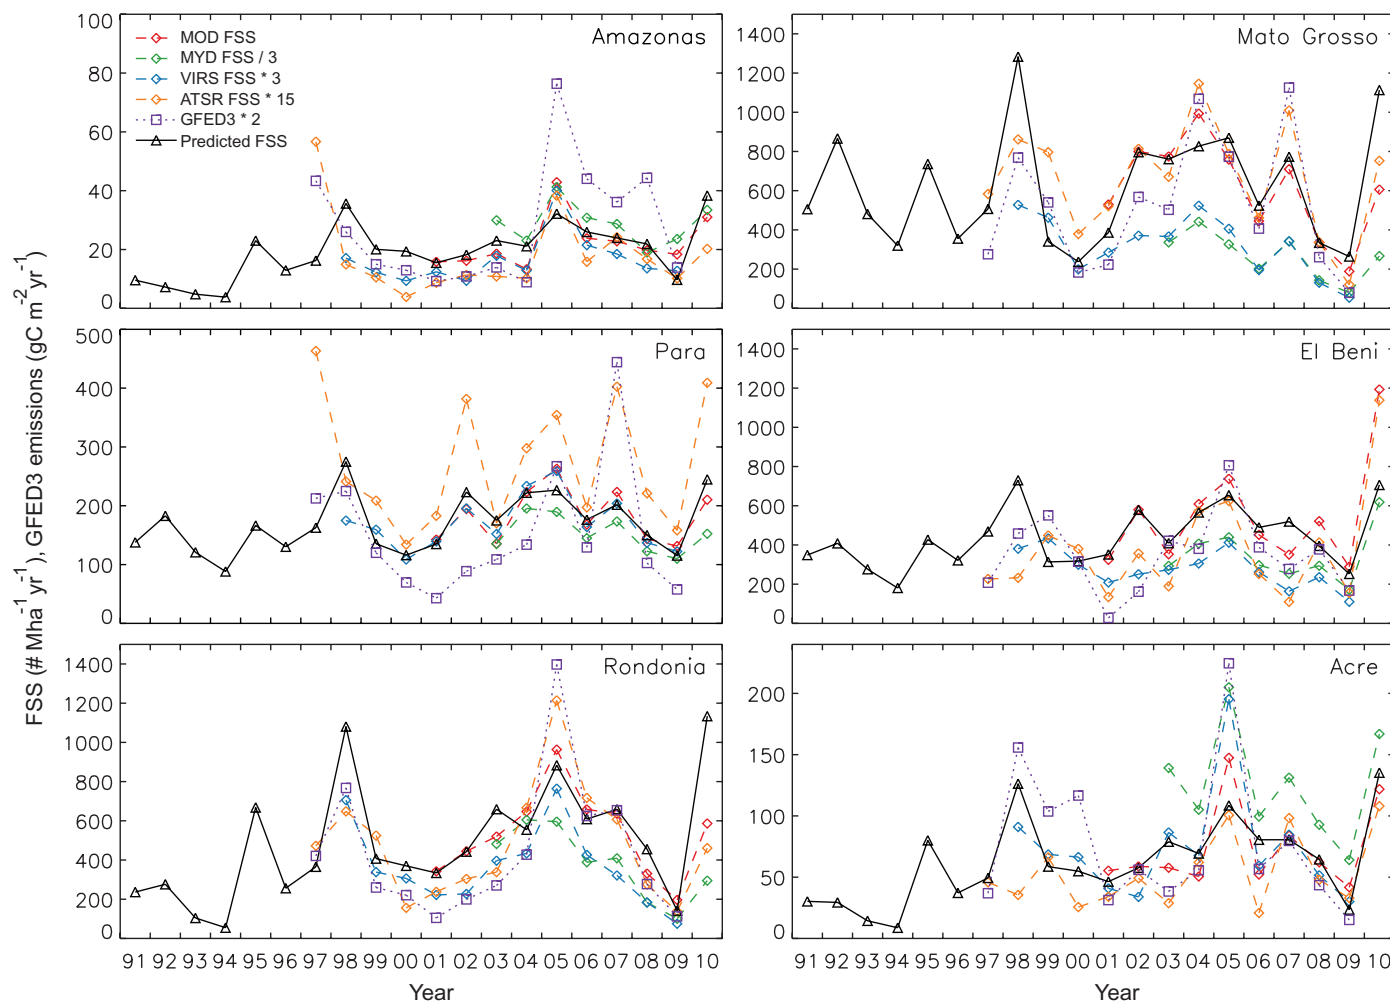 FSS (# Mha⁻¹ yr⁻¹), GFED3 emissions (gC m⁻² yr⁻¹)
Amazonas
MOD FSS
MYD FSS / 3
VIRS FSS * 3
ATSR FSS * 15
GFED3 * 2
Predicted FSS
100
80
60
40
20
0
Mato Grosso
1400
1200
1000
800
600
400
200
0
Para
500
400
300
200
100
0
El Beni
1400
1200
1000
800
600
400
200
0
Rondonia
1400
1200
1000
800
600
400
200
0
Acre
200
150
100
50
0
91 92 93 94 95 96 97 98 99 00 01 02 03 04 05 06 07 08 09 10
91 92 93 94 95 96 97 98 99 00 01 02 03 04 05 06 07 08 09 10
Year
Year